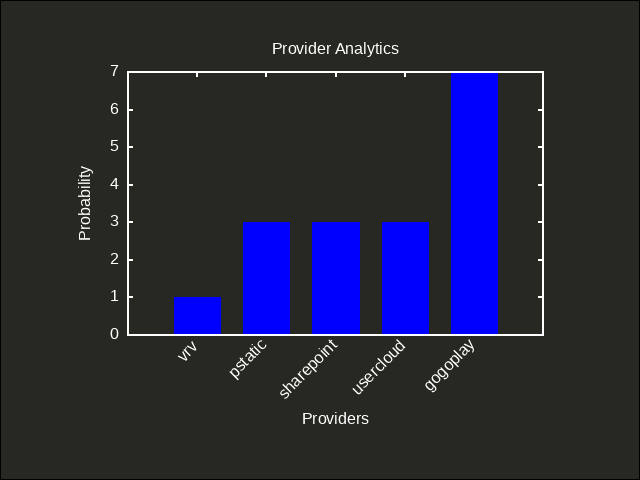 Provider Analytics
7
6
5
4
3
2
1
0
Probability
vrv
pstatic
sharepoint
usercloud
gogoplay
Providers